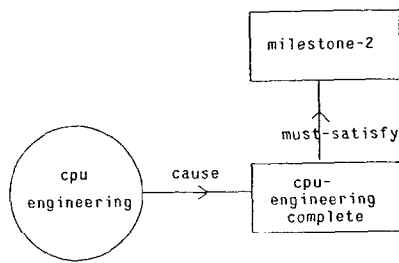 milestone-2
must-satisfy
cpu
engineering
cause
cpu-
engineering
complete